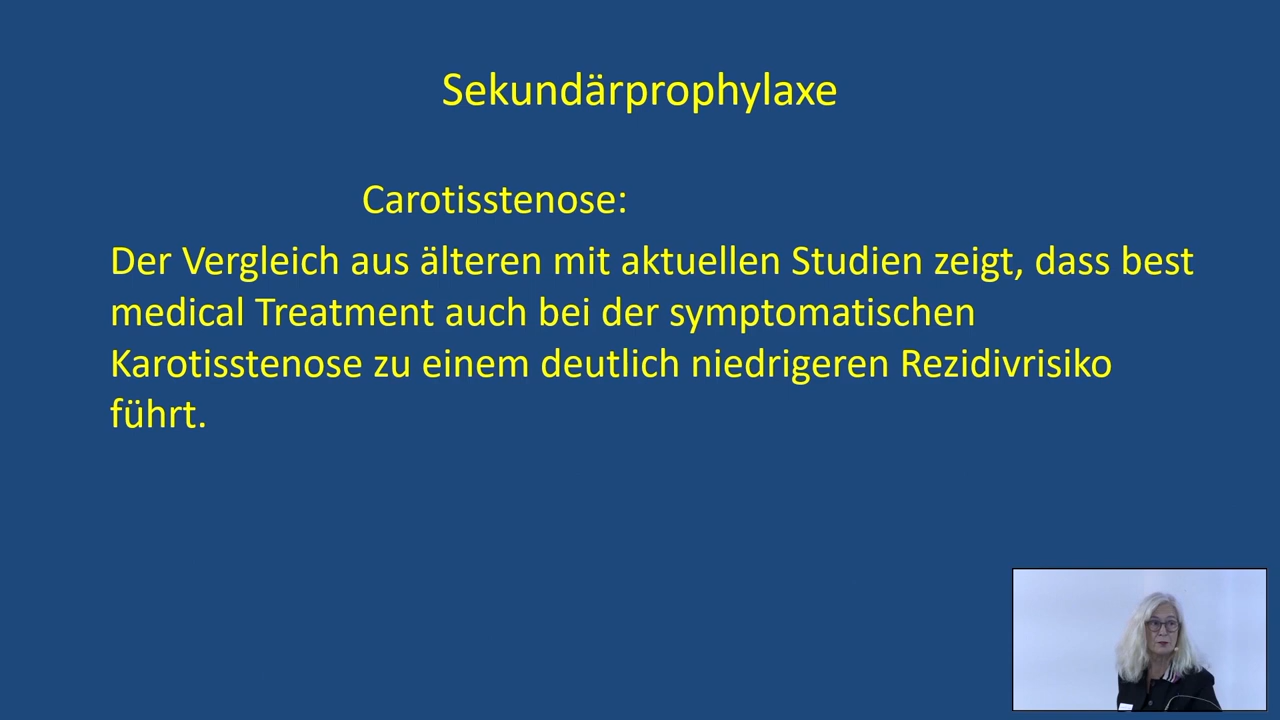 Sekundärprophylaxe
Carotisstenose:
Der Vergleich aus älteren mit aktuellen Studien zeigt, dass best
medical Treatment auch bei der symptomatischen
Karotisstenose zu einem deutlich niedrigeren Rezidivrisiko
führt.